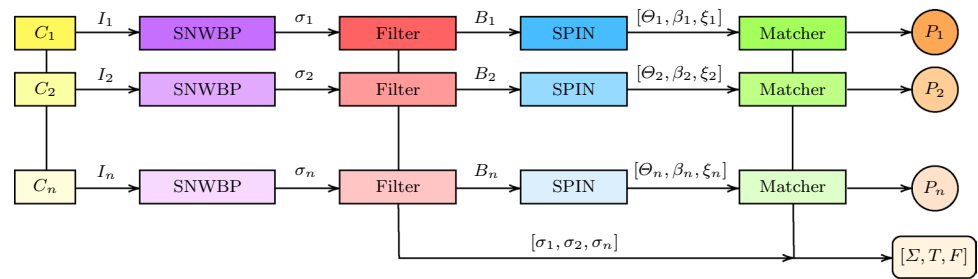 C₁ I₁ SNWBP σ₁ Filter B₁ SPIN [Θ₁, β₁, ξ₁] Matcher P₁
C₂ I₂ SNWBP σ₂ Filter B₂ SPIN [Θ₂, β₂, ξ₂] Matcher P₂
Cₙ Iₙ SNWBP σₙ Filter Bₙ SPIN [Θₙ, βₙ, ξₙ] Matcher Pₙ
[σ₁, σ₂, σₙ] [Σ, T, F]